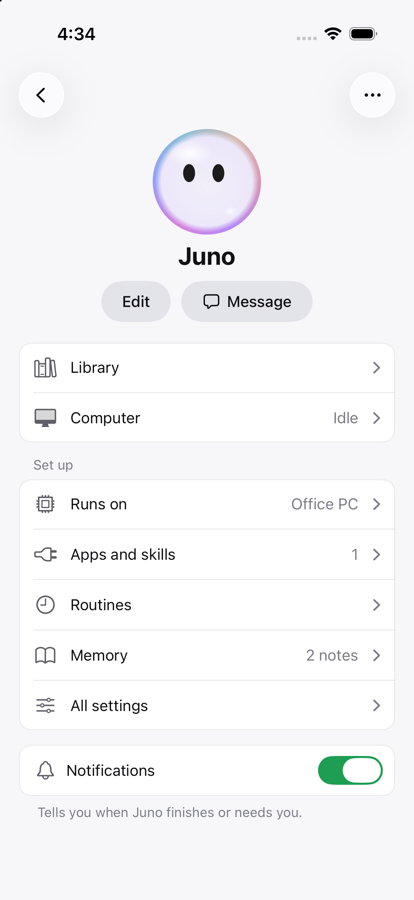 4:34
Juno
Edit
Message
Library
Computer Idle
Set up
Runs on Office PC
Apps and skills 1
Routines
Memory 2 notes
All settings
Notifications
Tells you when Juno finishes or needs you.